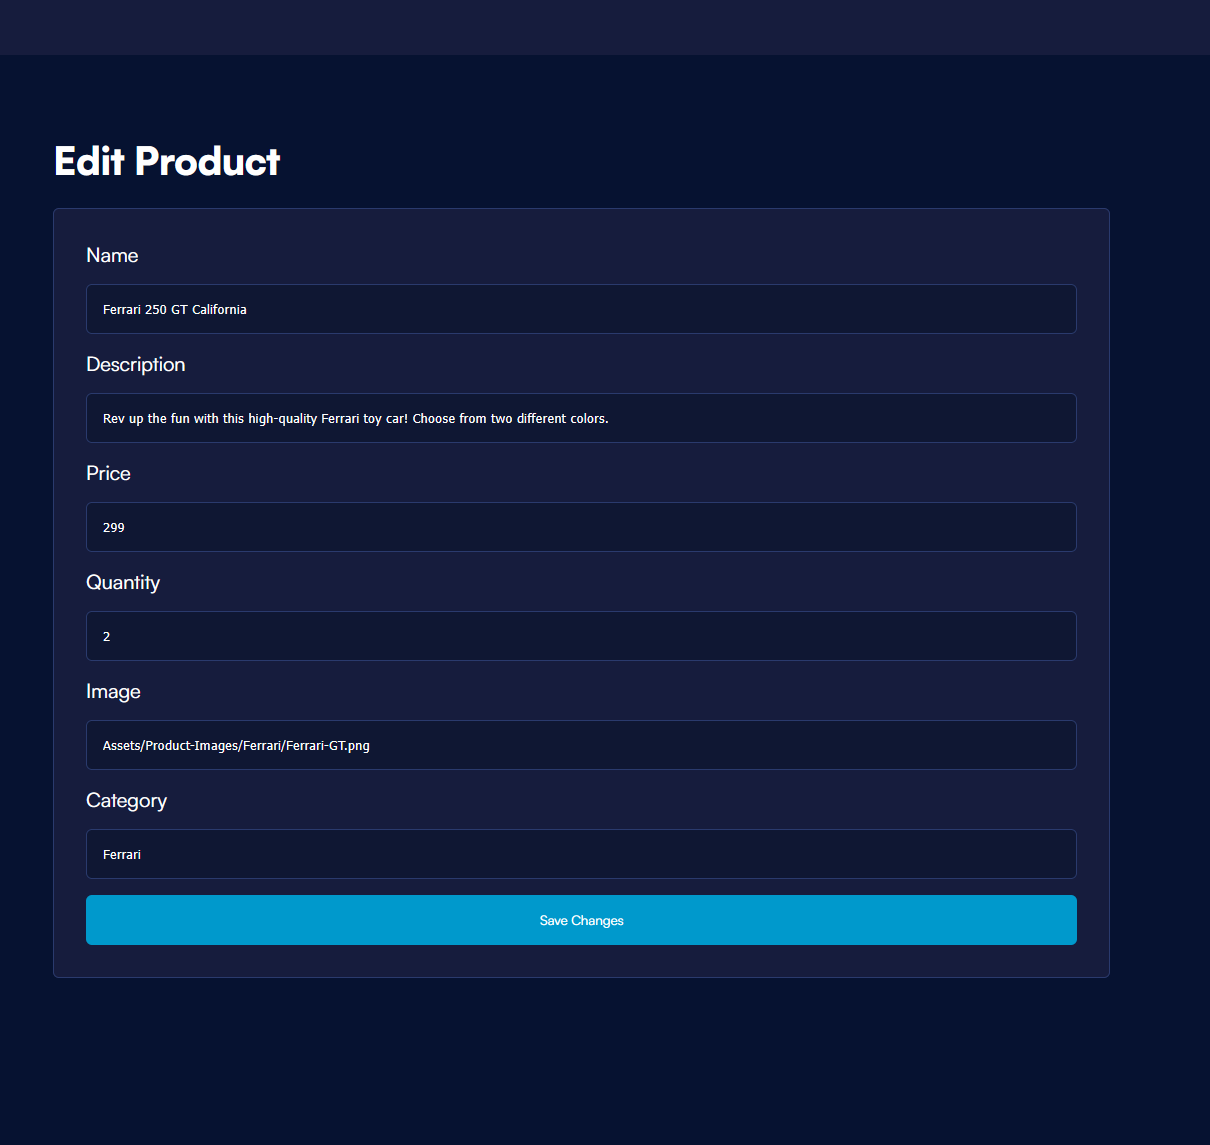 Edit Product
Name
Ferrari 250 GT California
Description
Rev up the fun with this high-quality Ferrari toy car! Choose from two different colors.
Price
299
Quantity
2
Image
Assets/Product-Images/Ferrari/Ferrari-GT.png
Category
Ferrari
Save Changes